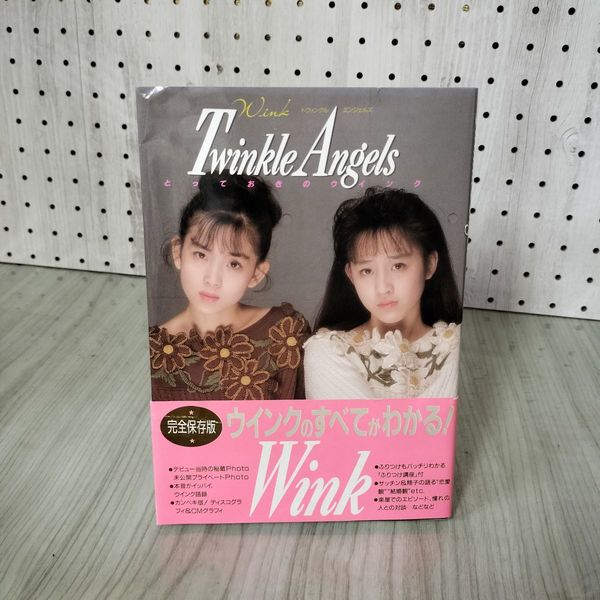 Wink トゥインクル エンジェルズ
Twinkle Angels
とっておきのウインク
完全保存版
ウインクのすべてがわかる!
Wink
●デビュー当時の秘蔵Photo
未公開プライベートPhoto
●本音がイッパイ、
ウインク語録
●カンペキ版!ディスコグラ
フィ&CMグラフィ
●ふりつけもバッチリわかる
「ふりつけ講座」付
●サッチン&翔子の語る"恋愛
観""結婚観"etc.
●楽屋でのエピソード、憧れの
人との対談…などなど